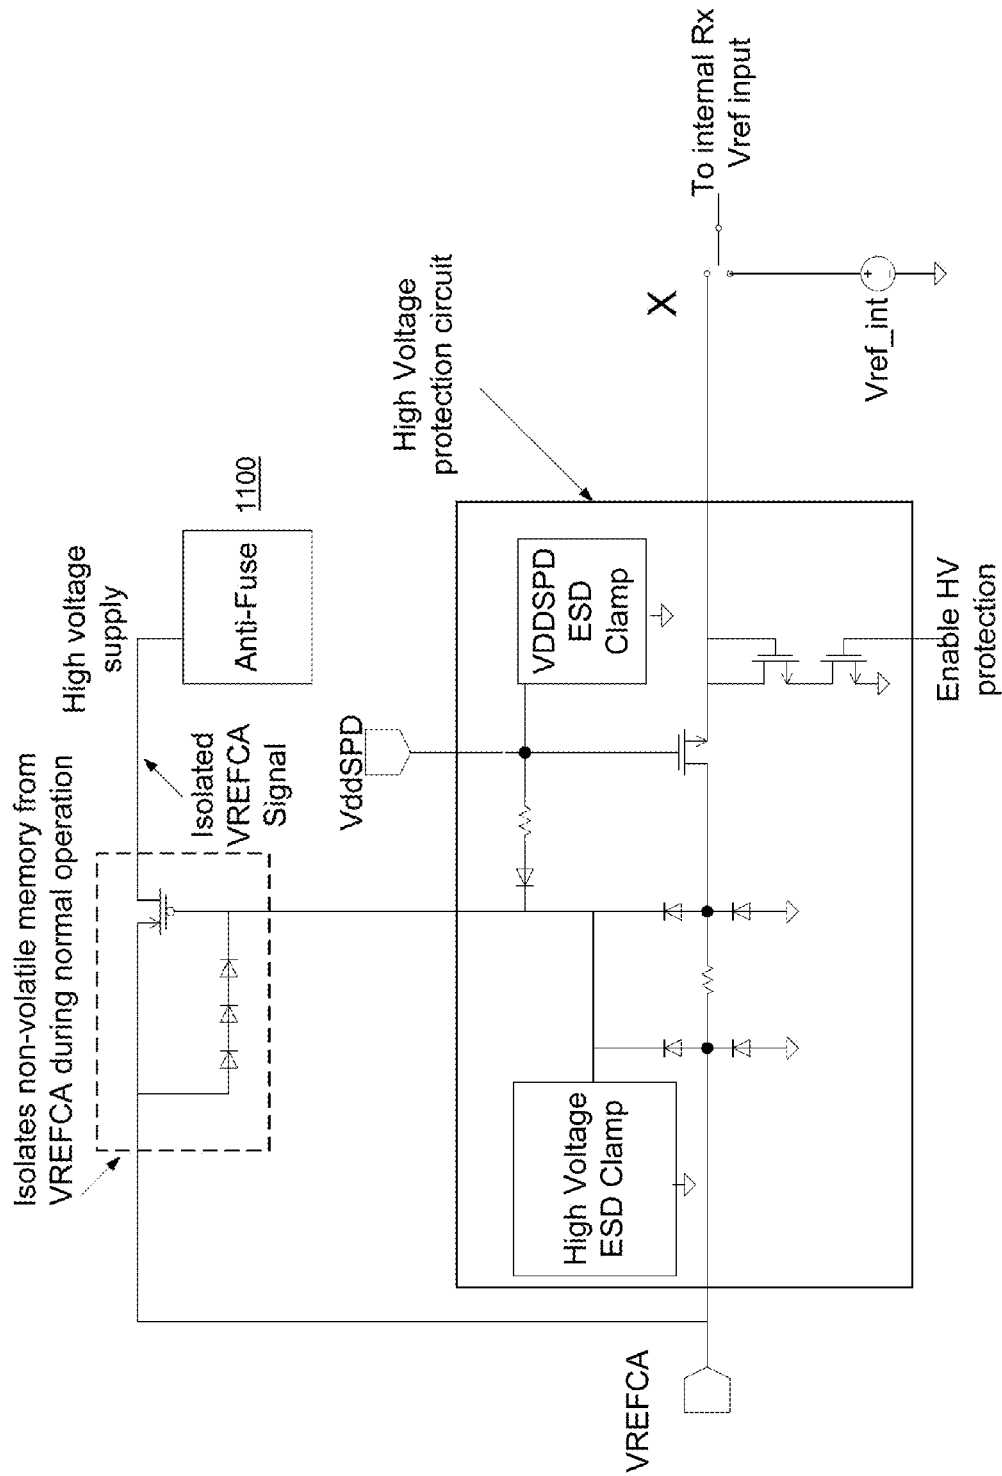 Isolates non-volatile memory from
VREFCA during normal operation
High voltage
supply
Isolated
VREFCA
Signal
Anti-Fuse
1100
VddSPD
High Voltage
protection circuit
VDDSPD
ESD
Clamp
High Voltage
ESD Clamp
VREFCA
X
To internal Rx
Vref input
+
-
Vref_int
Enable HV
protection